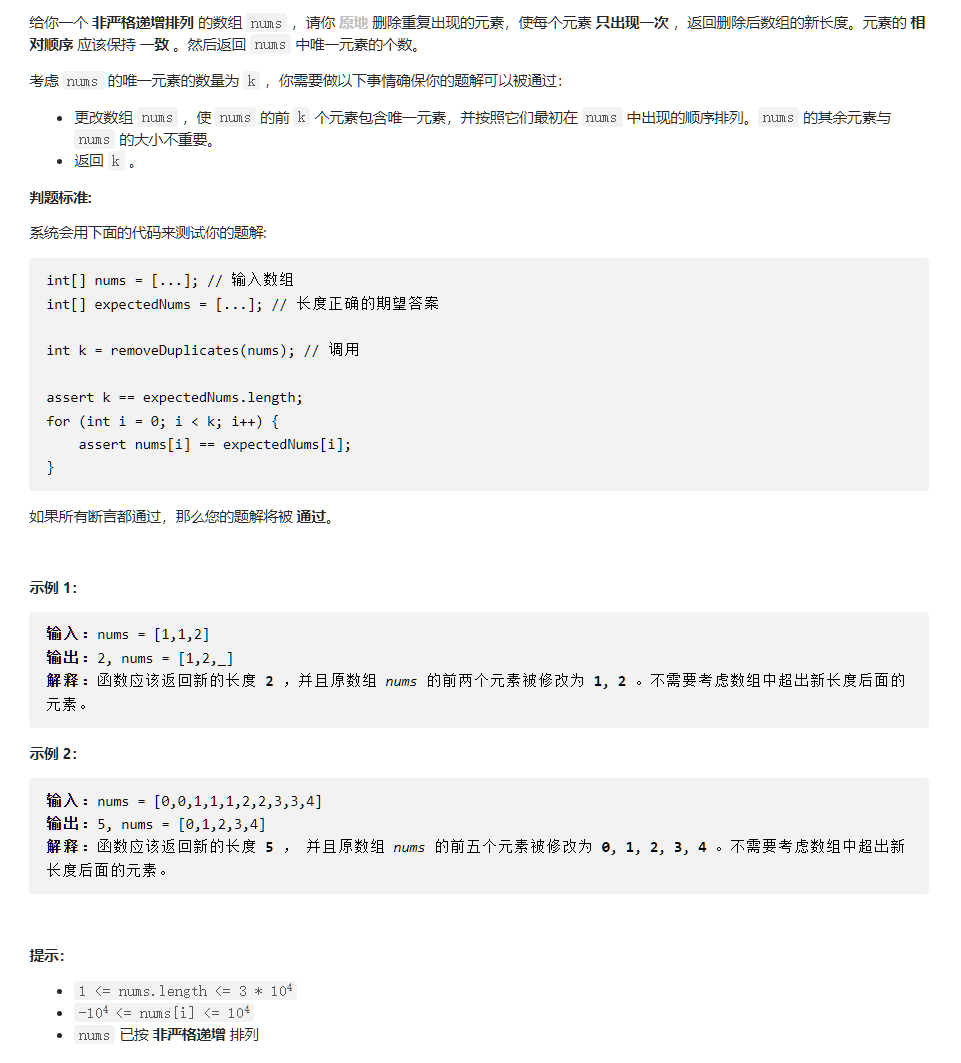 给你一个 非严格递增排列 的数组 nums ，请你 原地 删除重复出现的元素，使每个元素 只出现一次 ，返回删除后数组的新长度。元素的 相
对顺序 应该保持 一致 。然后返回 nums 中唯一元素的个数。
考虑 nums 的唯一元素的数量为 k ，你需要做以下事情确保你的题解可以被通过：
• 更改数组 nums ，使 nums 的前 k 个元素包含唯一元素，并按照它们最初在 nums 中出现的顺序排列。nums 的其余元素与
nums 的大小不重要。
• 返回 k 。
判题标准:
系统会用下面的代码来测试你的题解:
int[] nums = [...]; // 输入数组
int[] expectedNums = [...]; // 长度正确的期望答案
int k = removeDuplicates(nums); // 调用
assert k == expectedNums.length;
for (int i = 0; i < k; i++) {
    assert nums[i] == expectedNums[i];
}
如果所有断言都通过，那么您的题解将被 通过。
示例 1：
输入：nums = [1,1,2]
输出：2, nums = [1,2,_]
解释：函数应该返回新的长度 2 ，并且原数组 nums 的前两个元素被修改为 1, 2 。不需要考虑数组中超出新长度后面的
元素。
示例 2：
输入：nums = [0,0,1,1,1,2,2,3,3,4]
输出：5, nums = [0,1,2,3,4]
解释：函数应该返回新的长度 5 ， 并且原数组 nums 的前五个元素被修改为 0, 1, 2, 3, 4 。不需要考虑数组中超出新
长度后面的元素。
提示：
• 1 <= nums.length <= 3 * 10⁴
• -10⁴ <= nums[i] <= 10⁴
• nums 已按 非严格递增 排列